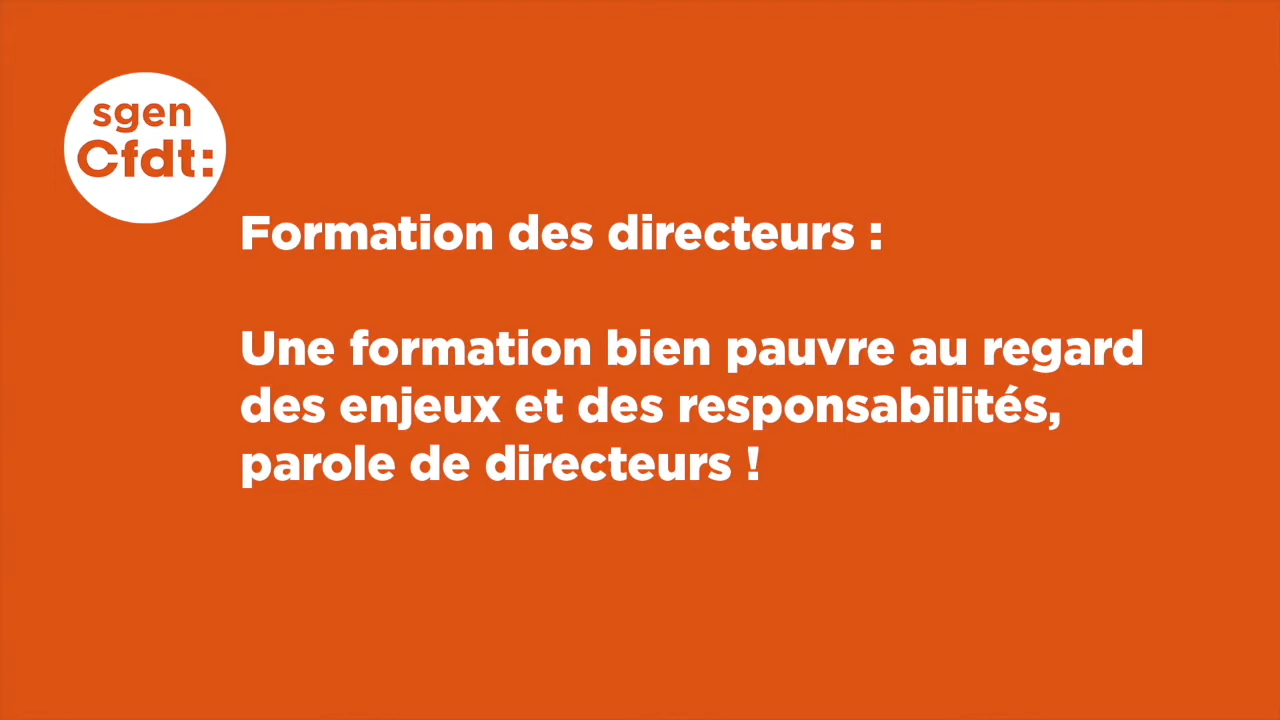 sgen
Cfdt:
Formation des directeurs :
Une formation bien pauvre au regard
des enjeux et des responsabilités,
parole de directeurs !